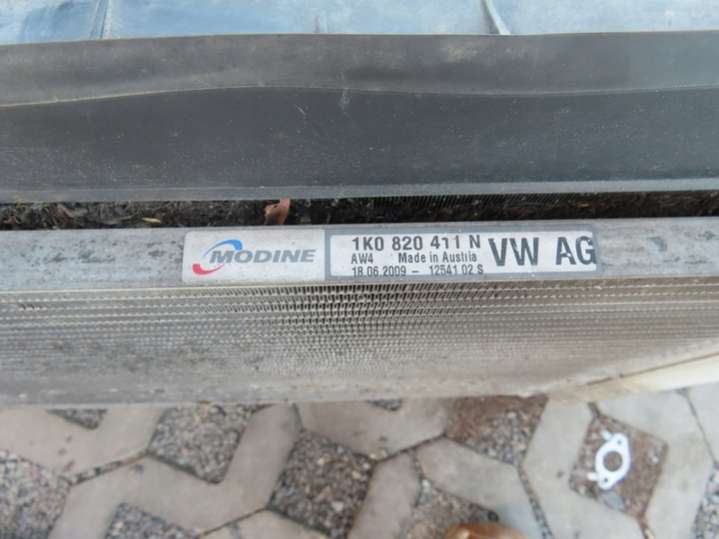 MODINE
1K0 820 411 N
AW4 Made in Austria
18.06.2009 - 12541 02 S
VW AG